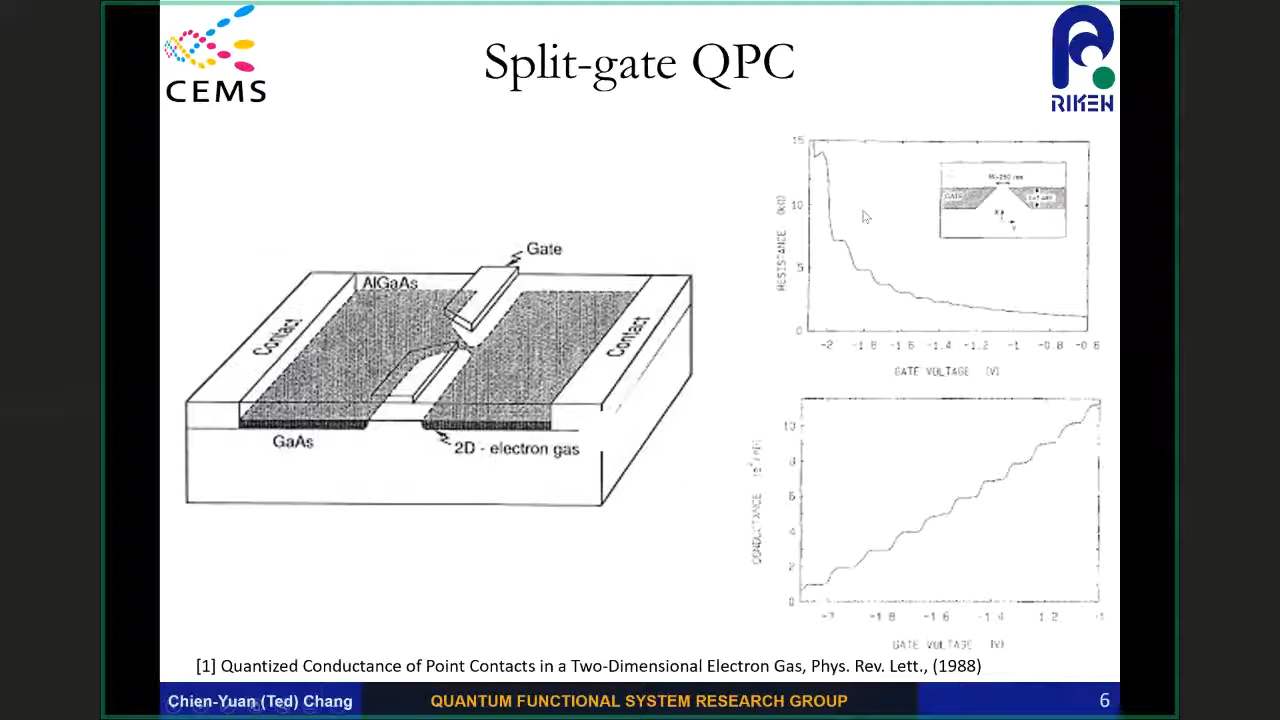 CEMS
Split-gate QPC
RIKEN
Gate
AlGaAs
Contact
Contact
GaAs
2D - electron gas
15
10
5
0
RESISTANCE (kΩ)
GATE
-2 -1.8 -1.6 -1.4 -1.2 -1 -0.8 -0.6
GATE VOLTAGE (V)
10
8
6
4
2
0
CONDUCTANCE
-2 -1.8 -1.6 -1.4 1.2 -1
GATE VOLTAGE (V)
[1] Quantized Conductance of Point Contacts in a Two-Dimensional Electron Gas, Phys. Rev. Lett., (1988)
Chien-Yuan (Ted) Chang
QUANTUM FUNCTIONAL SYSTEM RESEARCH GROUP
6